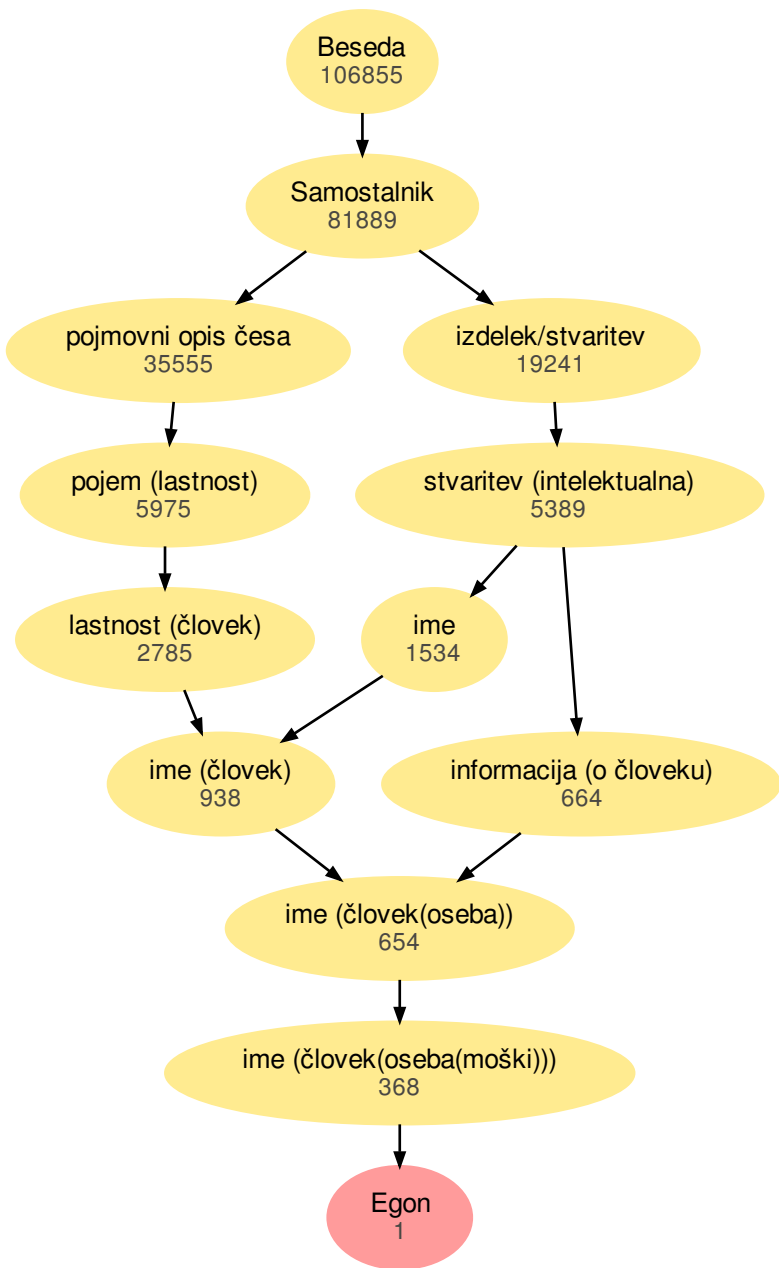 Beseda
106855
Samostalnik
81889
pojmovni opis česa
35555
izdelek/stvaritev
19241
pojem (lastnost)
5975
stvaritev (intelektualna)
5389
lastnost (človek)
2785
ime
1534
ime (človek)
938
informacija (o človeku)
664
ime (človek(oseba))
654
ime (človek(oseba(moški)))
368
Egon
1